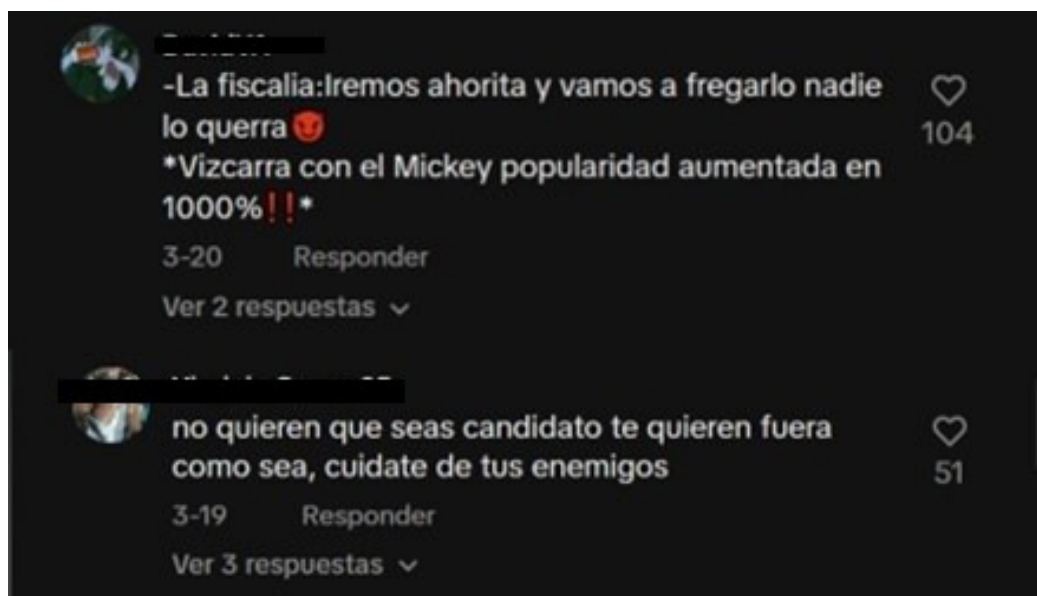 -La fiscalia:Iremos ahorita y vamos a fregarlo nadie
lo querra😈
*Vizcarra con el Mickey popularidad aumentada en
1000%‼️*
104
3-20 Responder
Ver 2 respuestas
no quieren que seas candidato te quieren fuera
como sea, cuidate de tus enemigos
51
3-19 Responder
Ver 3 respuestas